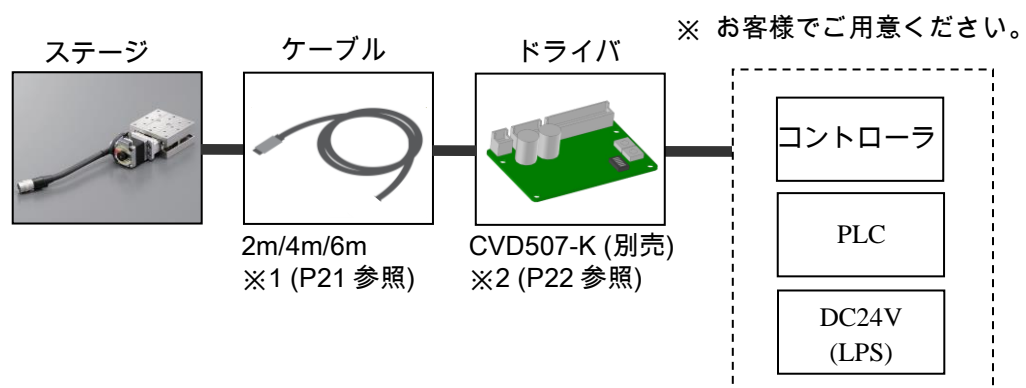 ※ お客様でご用意ください。
ステージ
ケーブル
ドライバ
コントローラ
PLC
DC24V
(LPS)
2m/4m/6m
※1 (P21 参照)
CVD507-K (別売)
※2 (P22 参照)